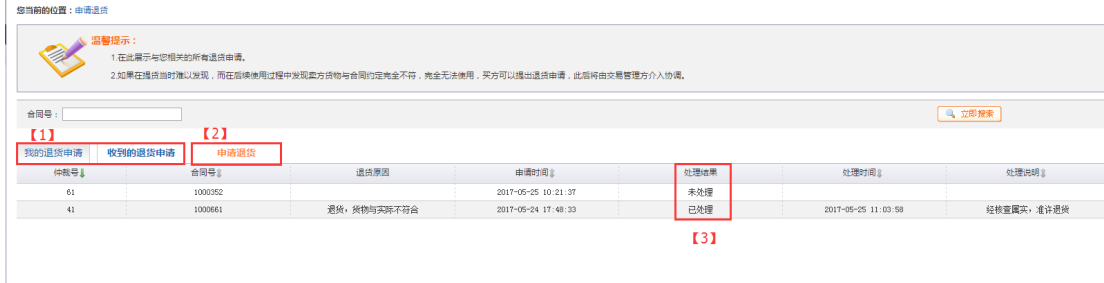 您当前的位置：申请退货
温馨提示：
1.在此展示与您相关的所有退货申请。
2.如果在提货当时难以发现，而在后续使用过程中发现卖方货物与合同约定完全不符，完全无法使用，买方可以提出退货申请，此后将由交易管理方介入协调。
合同号： 立即搜索
【1】 【2】
我的退货申请 收到的退货申请 申请退货
仲裁号 合同号 退货原因 申请时间 处理结果 处理时间 处理说明
61 1000352 2017-05-25 10:21:37 未处理
41 1000661 退货，货物与实际不符合 2017-05-24 17:48:33 已处理 2017-05-25 11:03:58 经核查属实，准许退货
【3】